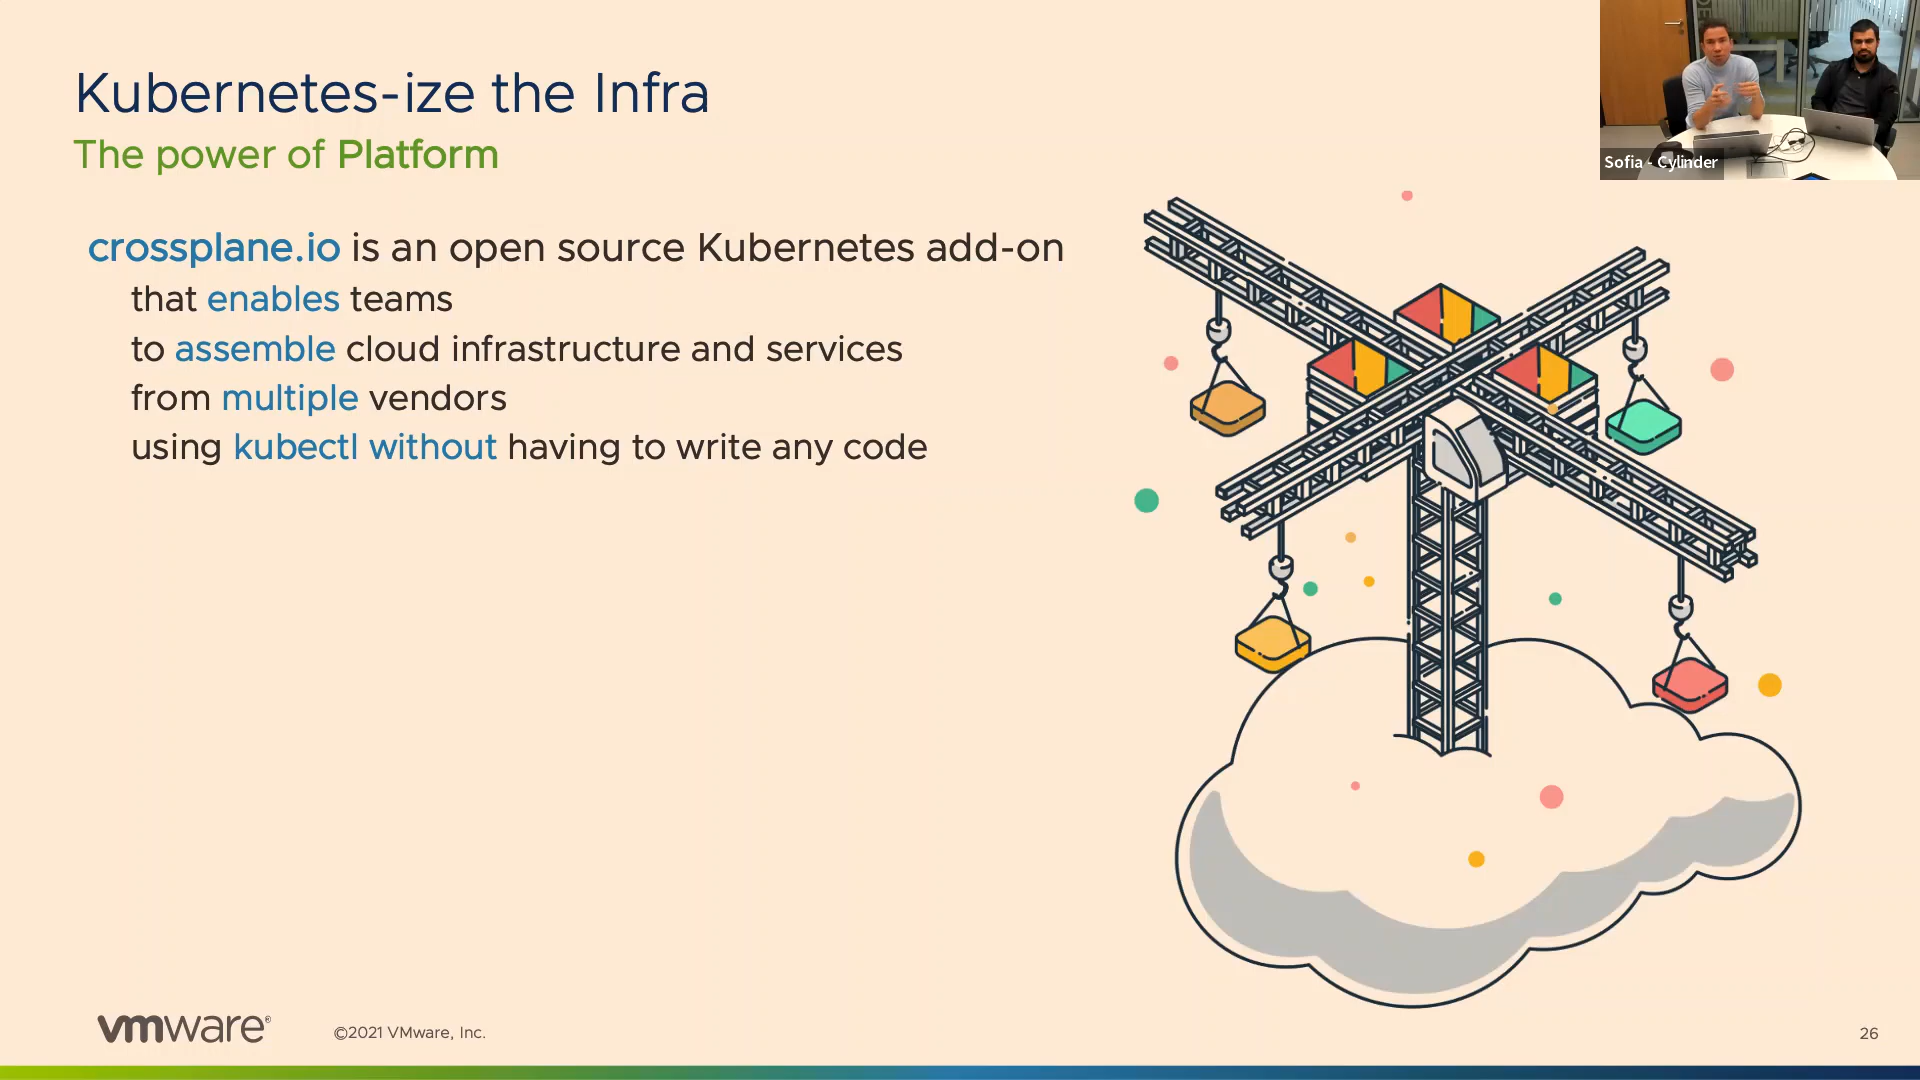 Kubernetes-ize the Infra
The power of Platform
Sofia - Cylinder
crossplane.io is an open source Kubernetes add-on
that enables teams
to assemble cloud infrastructure and services
from multiple vendors
using kubectl without having to write any code
vmware®
©2021 VMware, Inc.
26